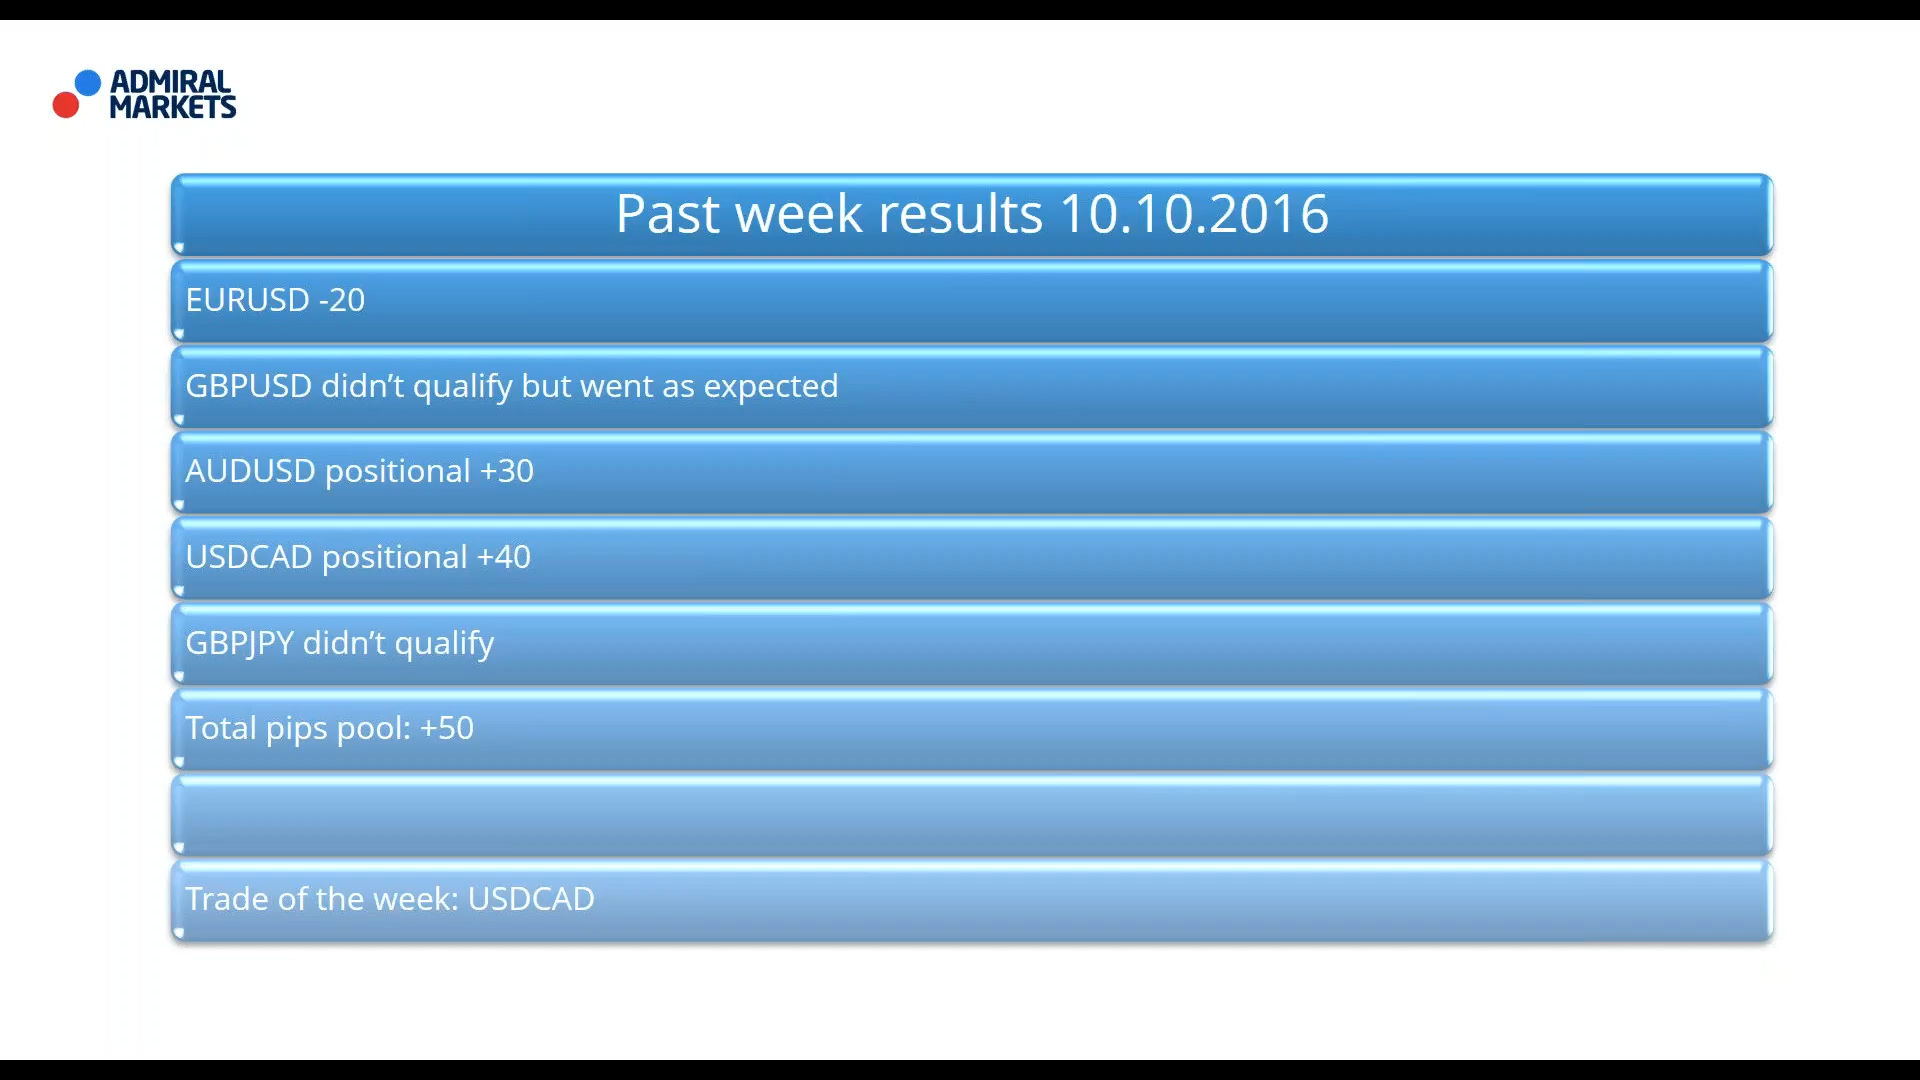 ADMIRAL
MARKETS
Past week results 10.10.2016
EURUSD -20
GBPUSD didn’t qualify but went as expected
AUDUSD positional +30
USDCAD positional +40
GBPJPY didn’t qualify
Total pips pool: +50
Trade of the week: USDCAD